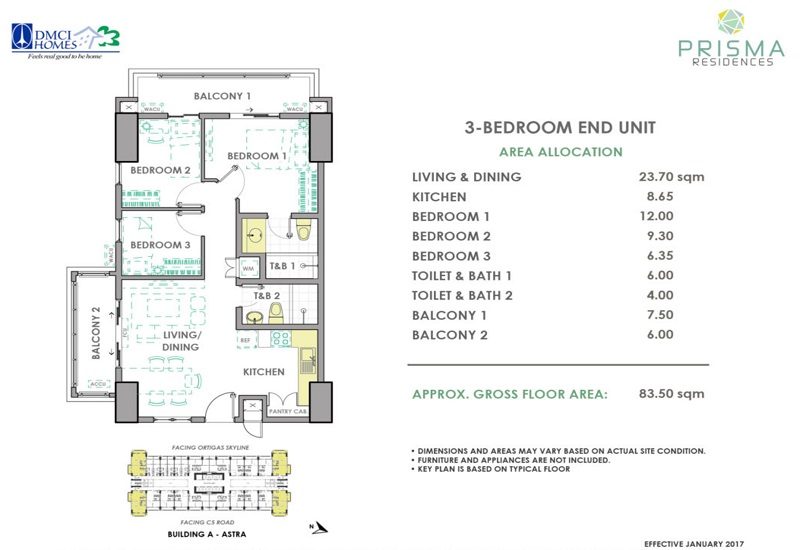 DMCI
HOMES
Feels real good to be home
PRISMA
RESIDENCES
BALCONY 1
WACU
WACU
BEDROOM 2
BEDROOM 1
BEDROOM 3
WACU
T&B 1
WM
T&B 2
BALCONY 2
LIVING/
DINING
REF
KITCHEN
ACCU
PANTRY CAB.
3-BEDROOM END UNIT
AREA ALLOCATION
LIVING & DINING 23.70 sqm
KITCHEN 8.65
BEDROOM 1 12.00
BEDROOM 2 9.30
BEDROOM 3 6.35
TOILET & BATH 1 6.00
TOILET & BATH 2 4.00
BALCONY 1 7.50
BALCONY 2 6.00
APPROX. GROSS FLOOR AREA: 83.50 sqm
• DIMENSIONS AND AREAS MAY VARY BASED ON ACTUAL SITE CONDITION.
• FURNITURE AND APPLIANCES ARE NOT INCLUDED.
• KEY PLAN IS BASED ON TYPICAL FLOOR
FACING ORTIGAS SKYLINE
FACING C5 ROAD
BUILDING A - ASTRA
N
EFFECTIVE JANUARY 2017